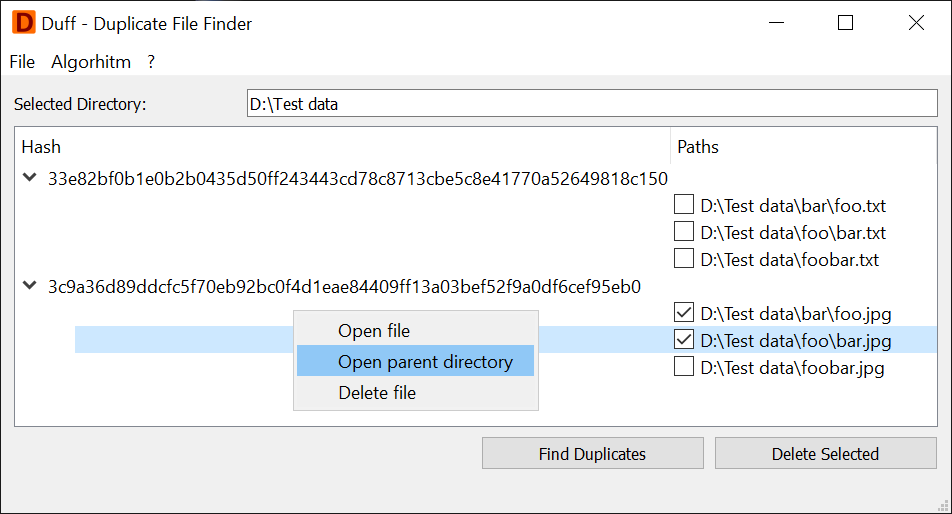 D Duff - Duplicate File Finder
File Algorhitm ?
Selected Directory: D:\Test data
Hash Paths
33e82bf0b1e0b2b0435d50ff243443cd78c8713cbe5c8e41770a52649818c150
D:\Test data\bar\foo.txt
D:\Test data\foo\bar.txt
D:\Test data\foobar.txt
3c9a36d89ddcfc5f70eb92bc0f4d1eae84409ff13a03bef52f9a0df6cef95eb0
D:\Test data\bar\foo.jpg
D:\Test data\foo\bar.jpg
D:\Test data\foobar.jpg
Open file
Open parent directory
Delete file
Find Duplicates Delete Selected